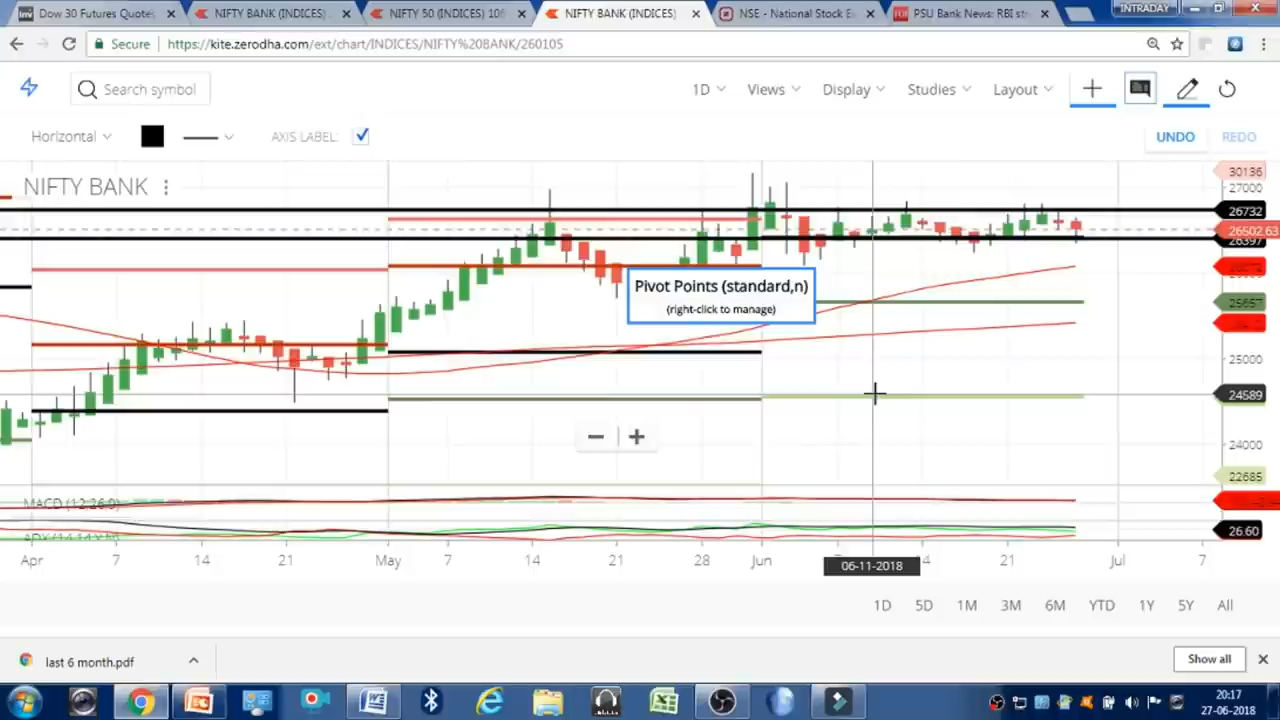 Dow 30 Futures Quotes
NIFTY BANK (INDICES)
NIFTY 50 (INDICES) 10
NIFTY BANK (INDICES)
NSE - National Stock E
PSU Bank News: RBI st
INTRADAY
Secure
https://kite.zerodha.com/ext/chart/INDICES/NIFTY%20BANK/260105
Search symbol
1D
Views
Display
Studies
Layout
Horizontal
AXIS LABEL:
UNDO
REDO
NIFTY BANK
30136
27000
26732
26502.63
26397
Pivot Points (standard,n)
(right-click to manage)
25657
25000
24589
24000
22685
MACD (12,26,9)
26.60
Apr
7
14
21
May
7
14
21
28
Jun
06-11-2018
4
21
Jul
7
1D
5D
1M
3M
6M
YTD
1Y
5Y
All
last 6 month.pdf
Show all
20:17
27-06-2018